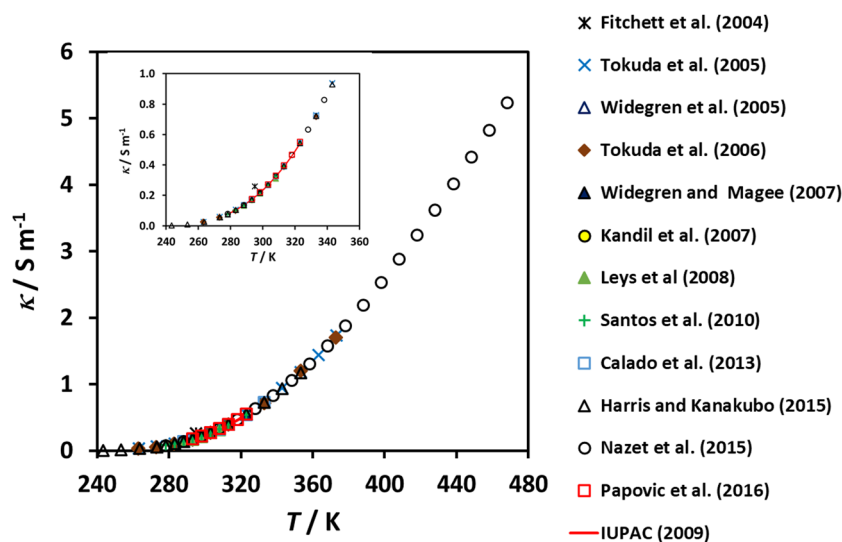 6
5
4
3
2
1
0
240
280
320
360
400
440
480
T / K
κ / S m-1
1.0
0.8
0.6
0.4
0.2
0.0
240
260
280
300
320
340
360
T / K
κ / S m-1
Fitchett et al. (2004)
Tokuda et al. (2005)
Widegren et al. (2005)
Tokuda et al. (2006)
Widegren and Magee (2007)
Kandil et al. (2007)
Leys et al (2008)
Santos et al. (2010)
Calado et al. (2013)
Harris and Kanakubo (2015)
Nazet et al. (2015)
Papovic et al. (2016)
IUPAC (2009)